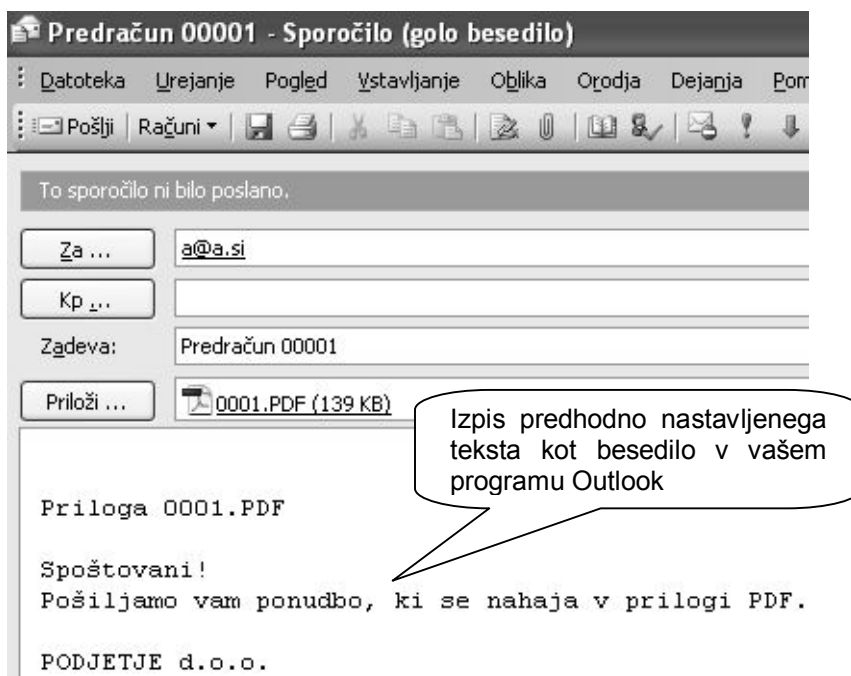 Predračun 00001 - Sporočilo (golo besedilo)
Datoteka Urejanje Pogled Vstavljanje Oblika Orodja Dejanja
Pošlji Računi
To sporočilo ni bilo poslano.
Za ... a@a.si
Kp ...
Zadeva: Predračun 00001
Priloži ... 0001.PDF (139 KB)
Izpis predhodno nastavljenega
teksta kot besedilo v vašem
programu Outlook
Priloga 0001.PDF
Spoštovani!
Pošiljamo vam ponudbo, ki se nahaja v prilogi PDF.
PODJETJE d.o.o.